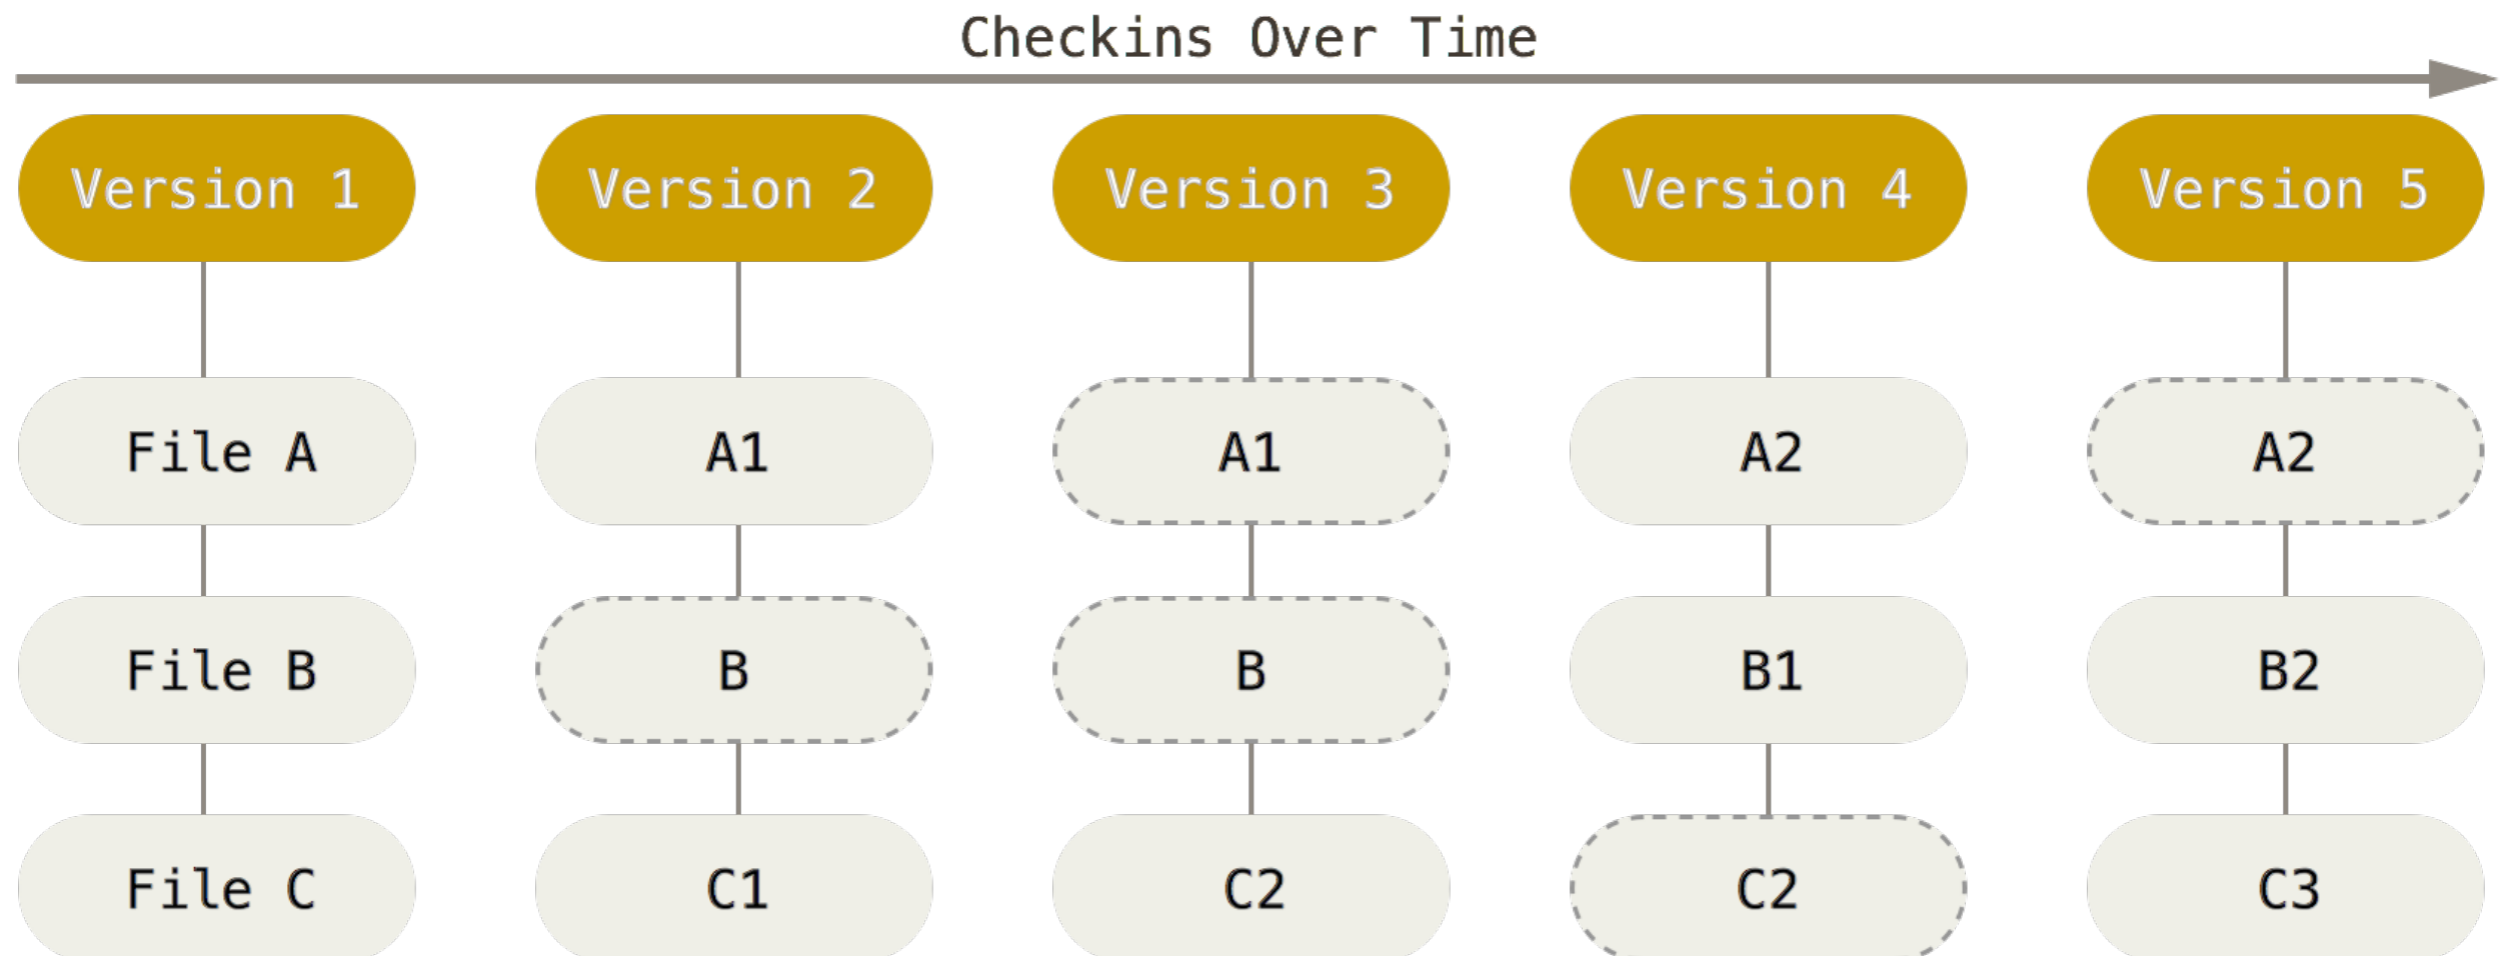 Checkins Over Time
Version 1 Version 2 Version 3 Version 4 Version 5
File A A1 A1 A2 A2
File B B B B1 B2
File C C1 C2 C2 C3